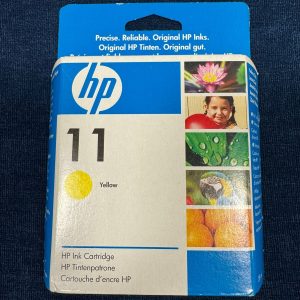 Precise. Reliable. Original HP Inks.
Original HP Tinten. Original gut.
hp
11
Yellow
HP Ink Cartridge
HP Tintenpatrone
Cartouche d'encre HP